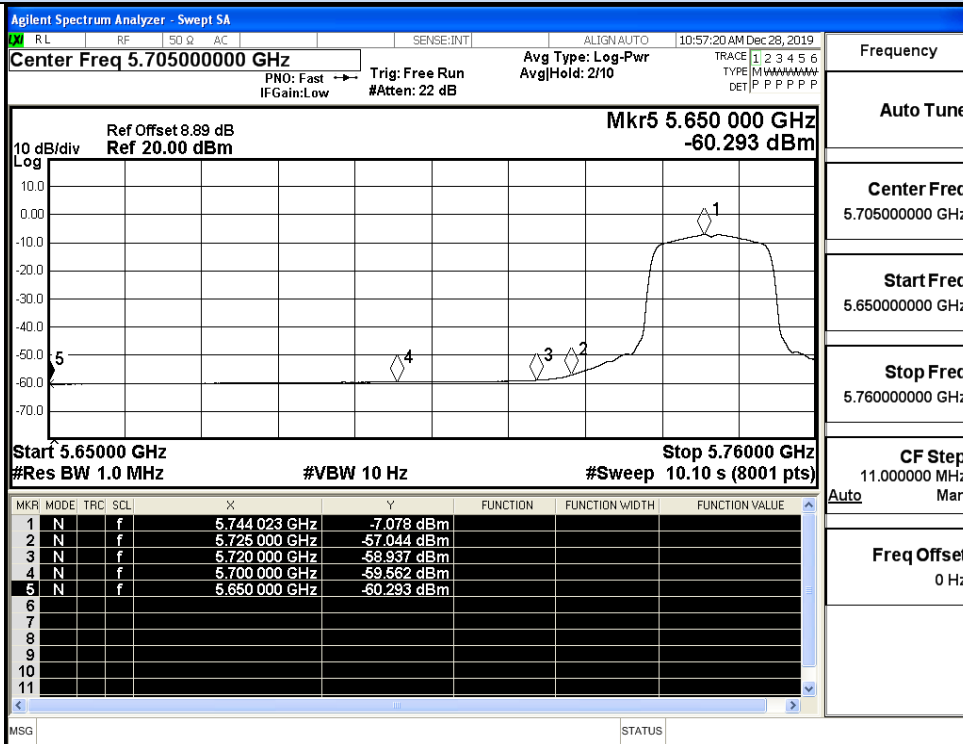 Agilent Spectrum Analyzer - Swept SA
LXI RL RF 50 Ω AC SENSE:INT ALIGN AUTO 10:57:20 AM Dec 28, 2019
Center Freq 5.705000000 GHz
PNO: Fast
IFGain:Low
Trig: Free Run
#Atten: 22 dB
Avg Type: Log-Pwr
Avg|Hold: 2/10
TRACE 1 2 3 4 5 6
TYPE M WWWWW
DET P P P P P P
Mkr5 5.650 000 GHz
-60.293 dBm
Ref Offset 8.89 dB
10 dB/div Ref 20.00 dBm
Log
10.0
0.00
-10.0
-20.0
-30.0
-40.0
-50.0
-60.0
-70.0
1
2
3
4
5
Start 5.65000 GHz Stop 5.76000 GHz
#Res BW 1.0 MHz #VBW 10 Hz #Sweep 10.10 s (8001 pts)
MKR MODE TRC SCL X Y FUNCTION FUNCTION WIDTH FUNCTION VALUE
1 N f 5.744 023 GHz -7.078 dBm
2 N f 5.725 000 GHz -57.044 dBm
3 N f 5.720 000 GHz -58.937 dBm
4 N f 5.700 000 GHz -59.562 dBm
5 N f 5.650 000 GHz -60.293 dBm
6
7
8
9
10
11
MSG STATUS
Frequency
Auto Tune
Center Freq
5.705000000 GHz
Start Freq
5.650000000 GHz
Stop Freq
5.760000000 GHz
CF Step
11.000000 MHz
Auto Man
Freq Offset
0 Hz